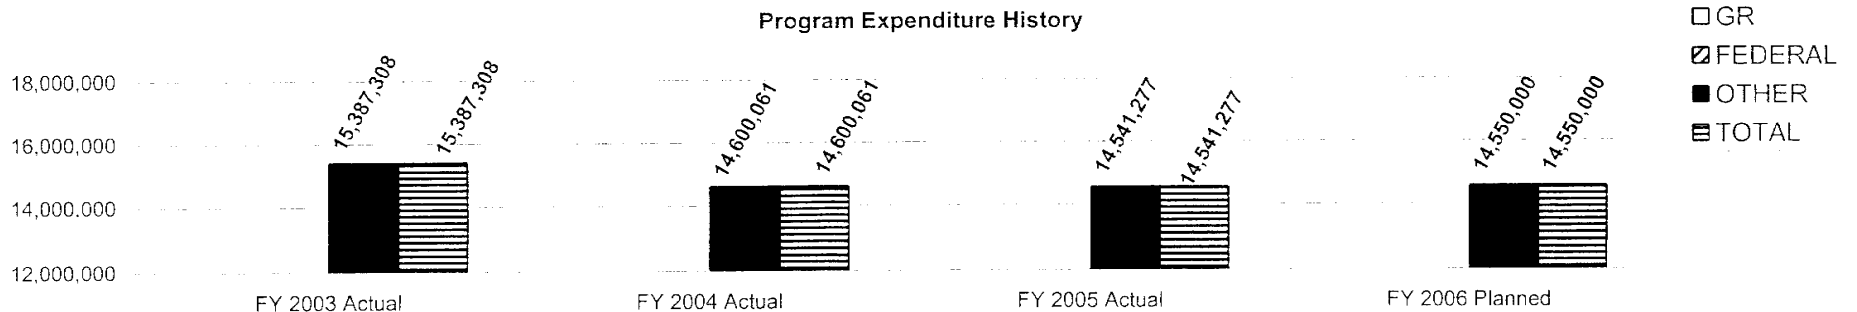 Program Expenditure History
GR
FEDERAL
OTHER
TOTAL
18,000,000
16,000,000
14,000,000
12,000,000
15,387,308
15,387,308
14,600,061
14,600,061
14,541,277
14,541,277
14,550,000
14,550,000
FY 2003 Actual
FY 2004 Actual
FY 2005 Actual
FY 2006 Planned